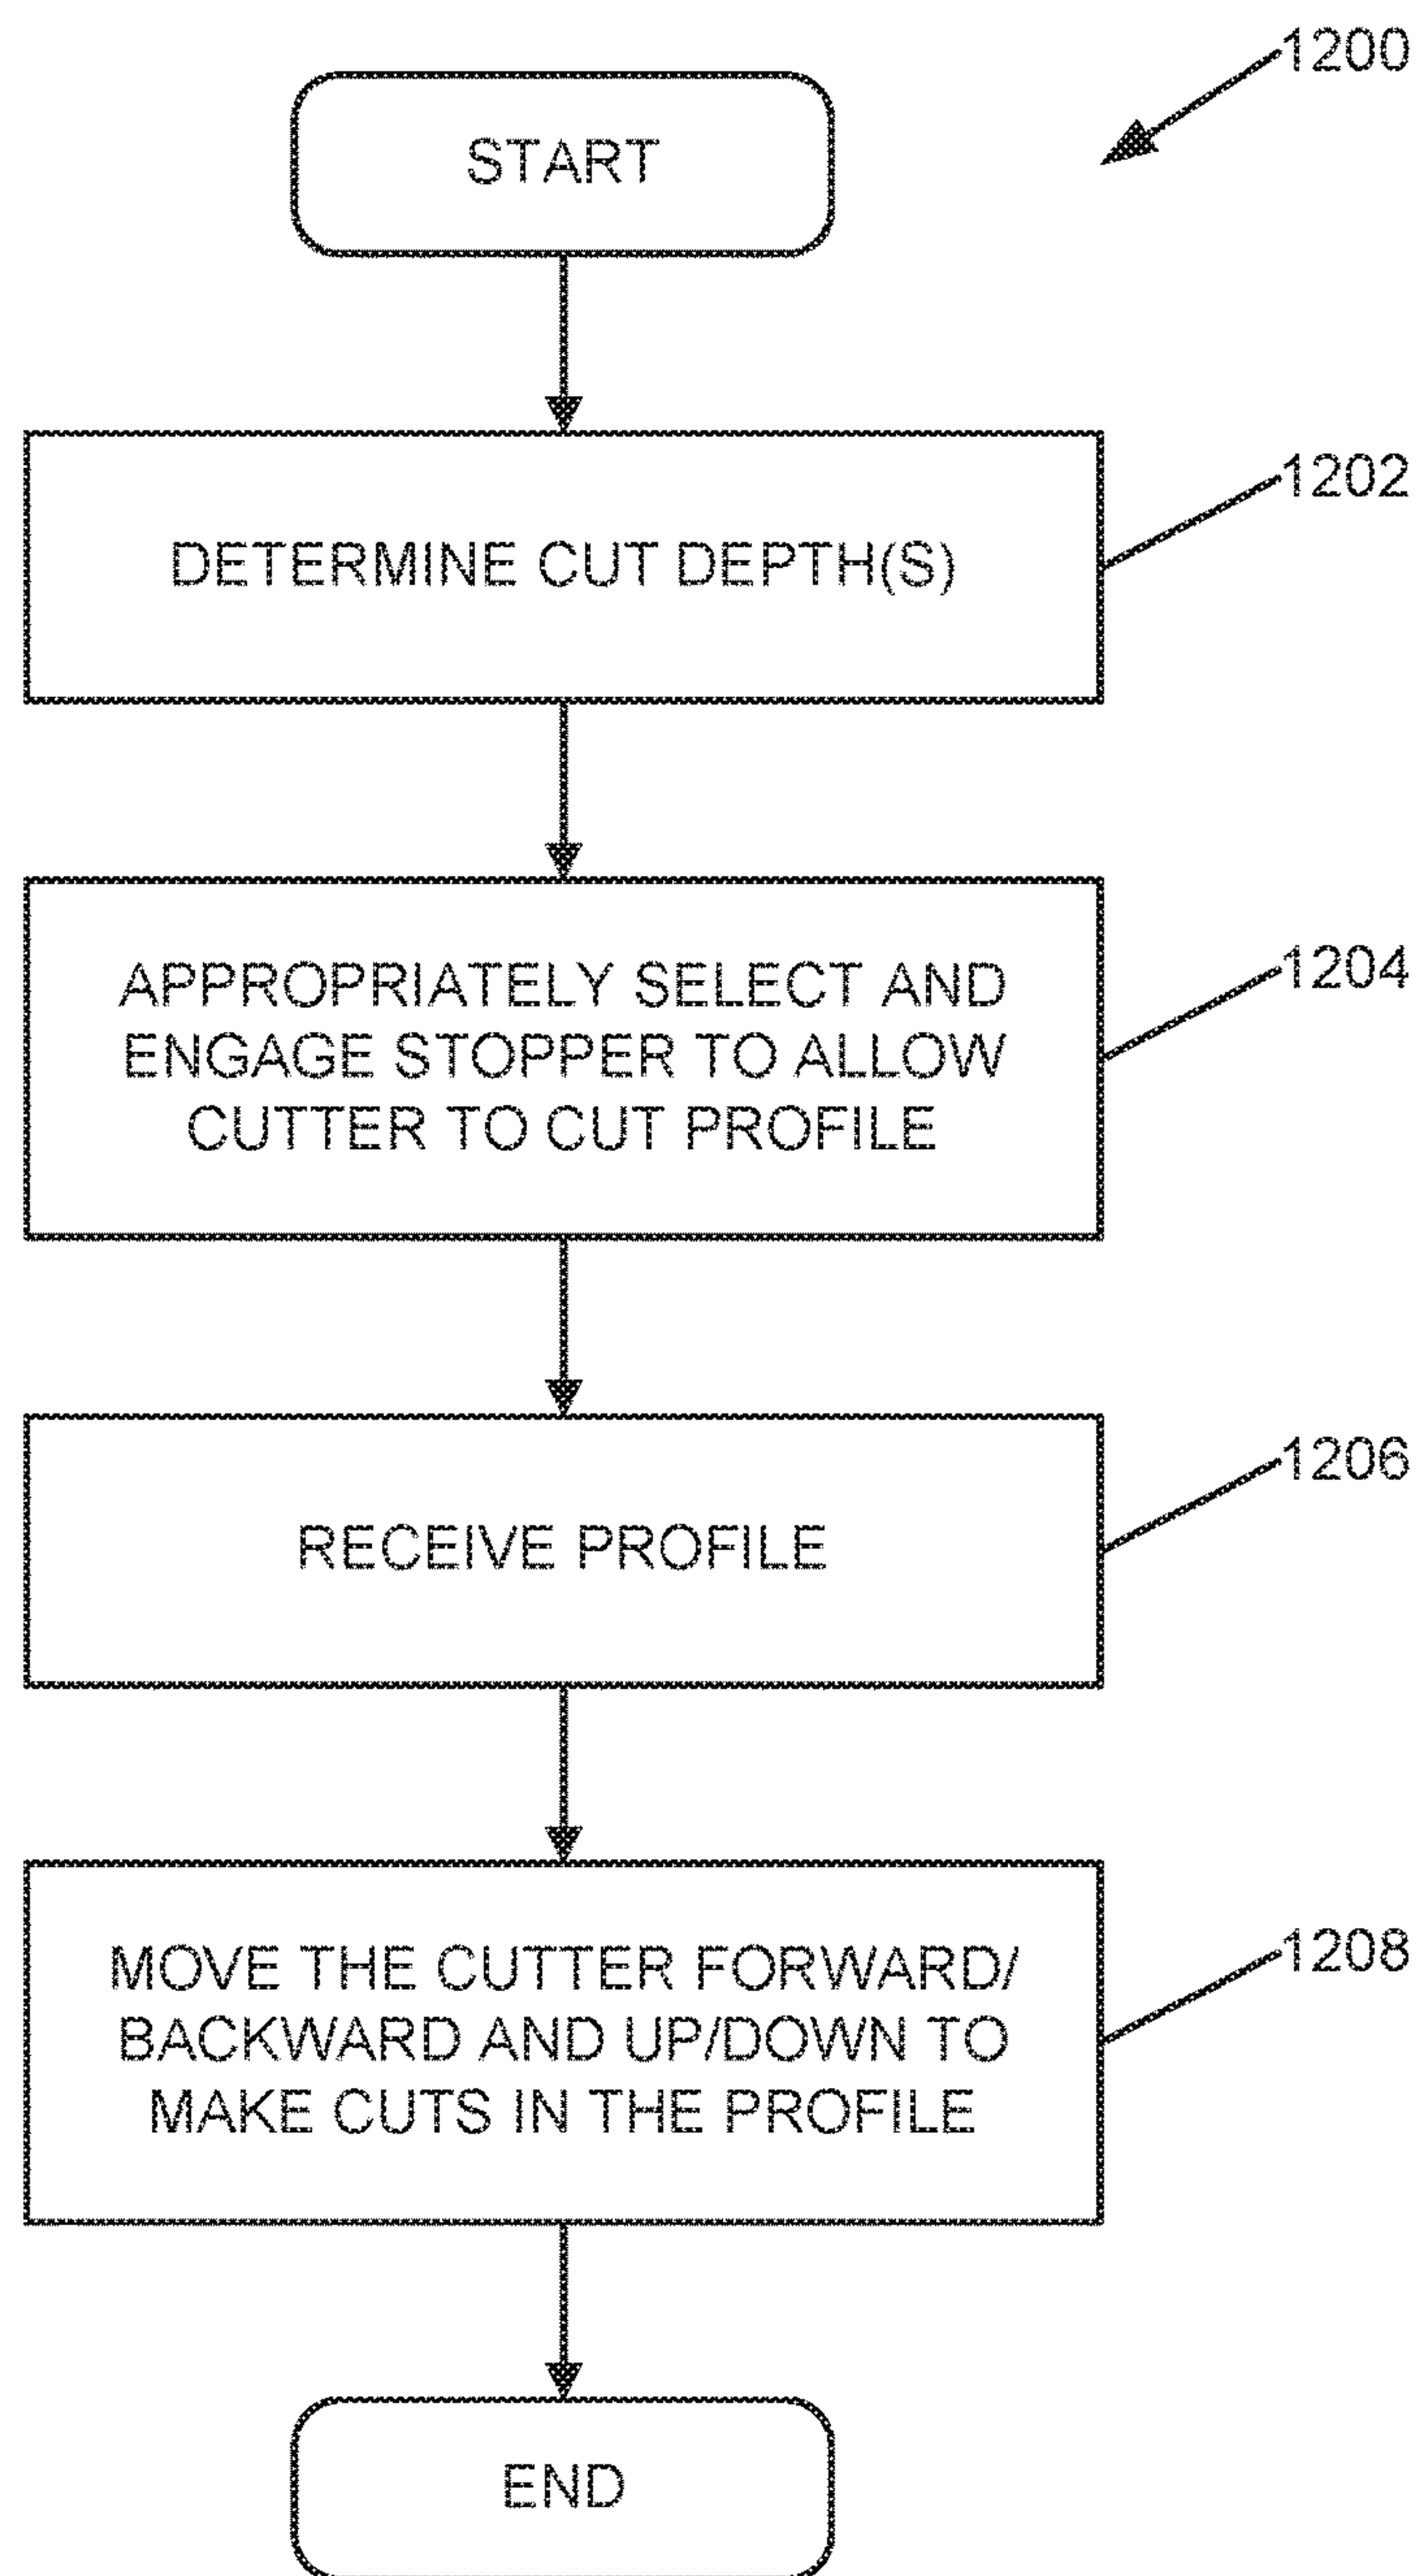 1200
START
DETERMINE CUT DEPTH(S)
1202
APPROPRIATELY SELECT AND
ENGAGE STOPPER TO ALLOW
CUTTER TO CUT PROFILE
1204
RECEIVE PROFILE
1206
MOVE THE CUTTER FORWARD/
BACKWARD AND UP/DOWN TO
MAKE CUTS IN THE PROFILE
1208
END